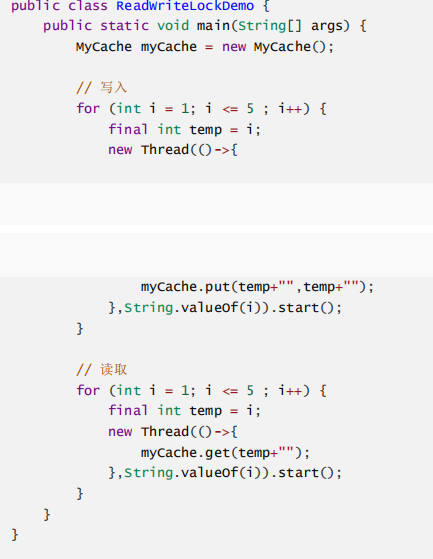 public class ReadWriteLockDemo {
    public static void main(String[] args) {
        MyCache myCache = new MyCache();

        // 写入
        for (int i = 1; i <= 5 ; i++) {
            final int temp = i;
            new Thread(()->{
                myCache.put(temp+"",temp+"");
            },String.valueOf(i)).start();
        }

        // 读取
        for (int i = 1; i <= 5 ; i++) {
            final int temp = i;
            new Thread(()->{
                myCache.get(temp+"");
            },String.valueOf(i)).start();
        }
    }
}